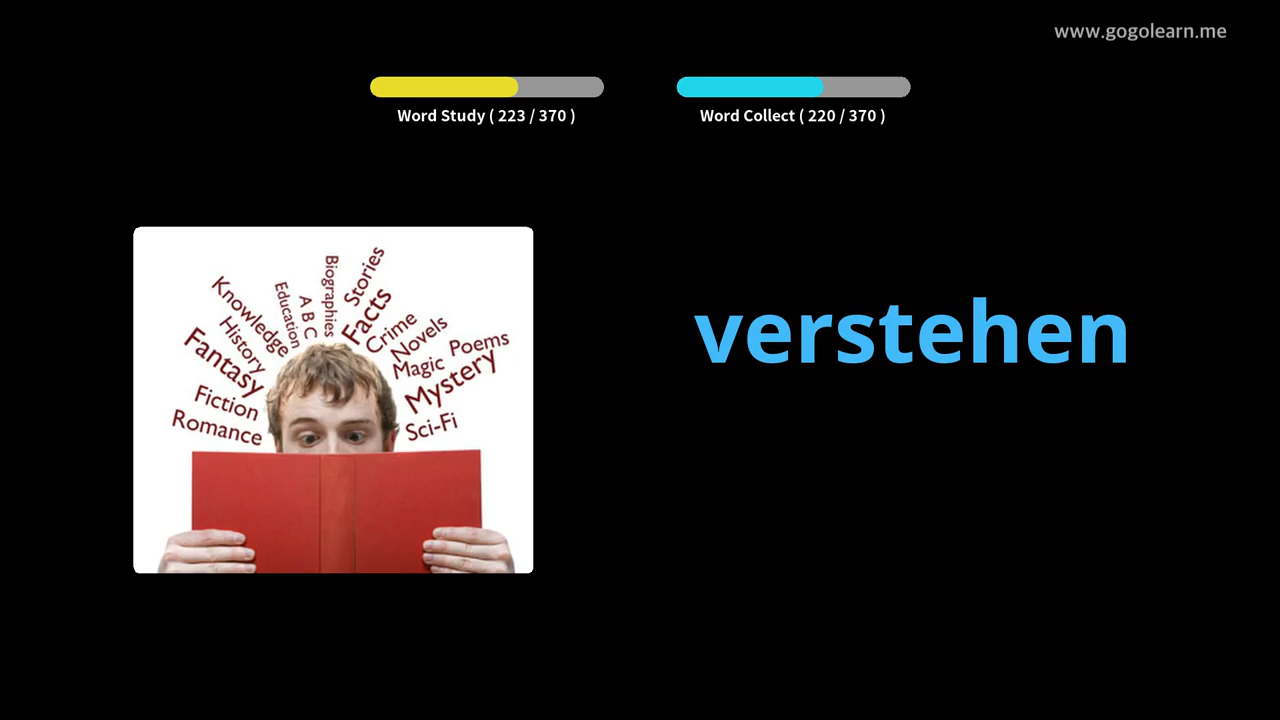 www.gogolearn.me
Word Study ( 223 / 370 )
Word Collect ( 220 / 370 )
verstehen
Romance
Fiction
Fantasy
History
Knowledge
Education
A B C
Biographies
Stories
Facts
Crime
Novels
Magic
Poems
Mystery
Sci-Fi